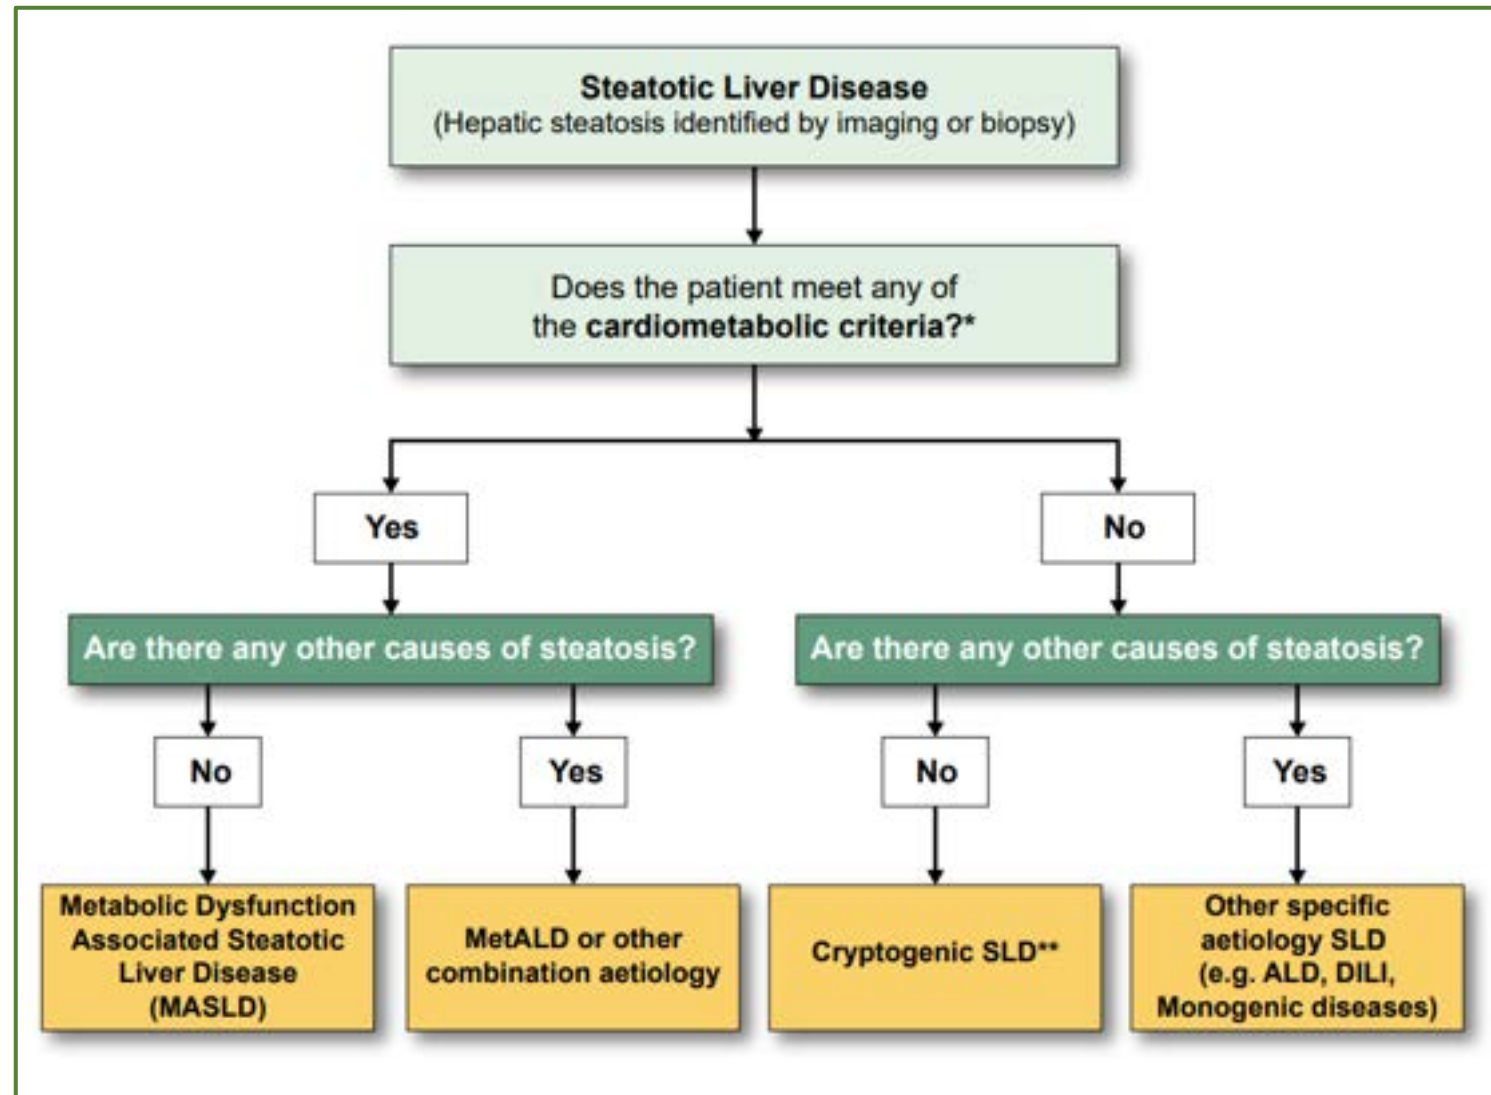 Steatotic Liver Disease
(Hepatic steatosis identified by imaging or biopsy)
Does the patient meet any of
the cardiometabolic criteria?*
Yes
No
Are there any other causes of steatosis?
Are there any other causes of steatosis?
No
Yes
No
Yes
Metabolic Dysfunction
Associated Steatotic
Liver Disease
(MASLD)
MetALD or other
combination aetiology
Cryptogenic SLD**
Other specific
aetiology SLD
(e.g. ALD, DILI,
Monogenic diseases)